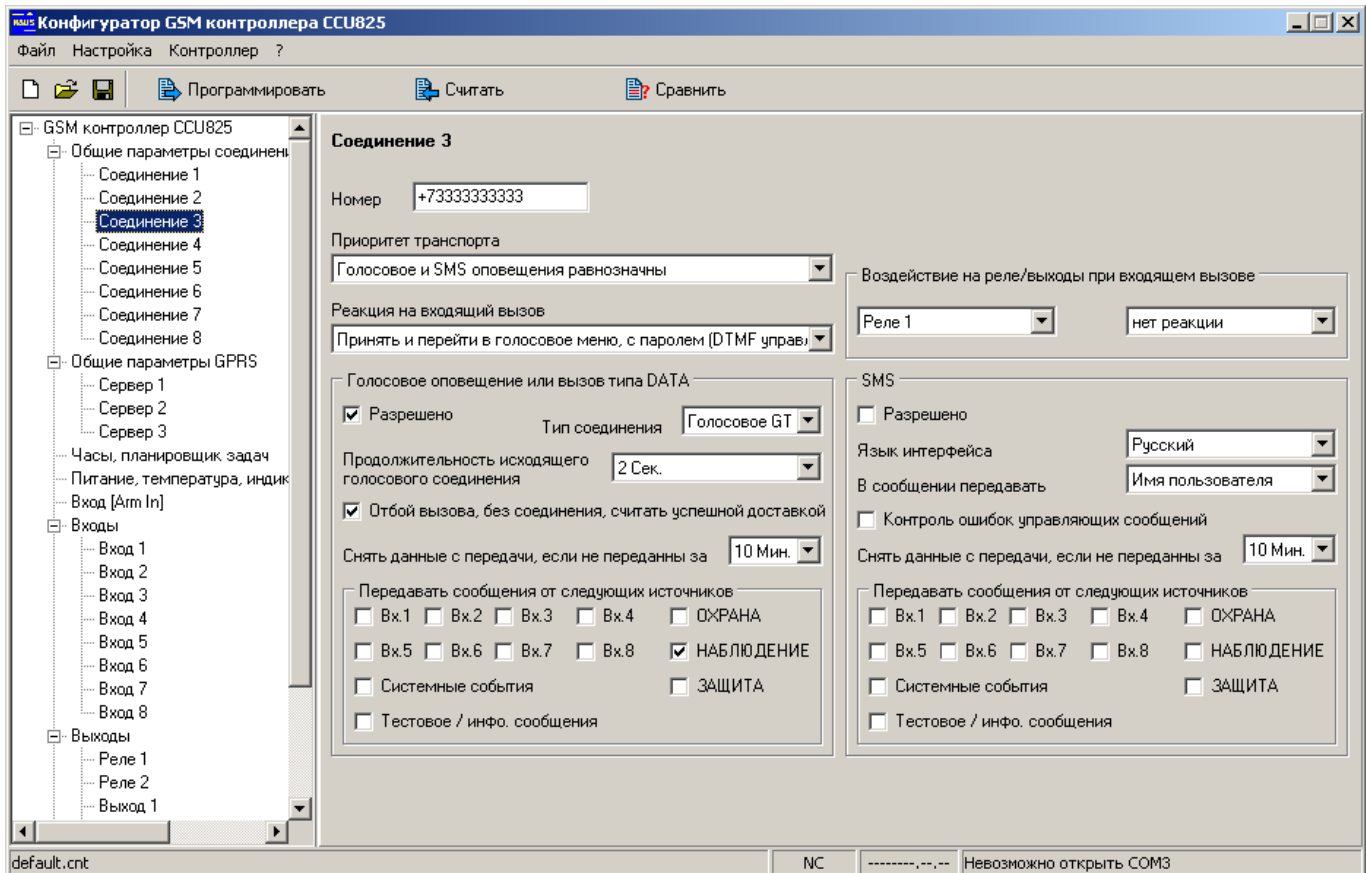 Конфигуратор GSM контроллера CCU825
Файл Настройка Контроллер ?
Программировать Считать Сравнить
GSM контроллер CCU825
Общие параметры соединени
Соединение 1
Соединение 2
Соединение 3
Соединение 4
Соединение 5
Соединение 6
Соединение 7
Соединение 8
Общие параметры GPRS
Сервер 1
Сервер 2
Сервер 3
Часы, планировщик задач
Питание, температура, индик
Вход [Arm In]
Входы
Вход 1
Вход 2
Вход 3
Вход 4
Вход 5
Вход 6
Вход 7
Вход 8
Выходы
Реле 1
Реле 2
Выход 1
Соединение 3
Номер +73333333333
Приоритет транспорта
Голосовое и SMS оповещения равнозначны
Реакция на входящий вызов
Принять и перейти в голосовое меню, с паролем (DTMF управл
Воздействие на реле/выходы при входящем вызове
Реле 1 нет реакции
Голосовое оповещение или вызов типа DATA
Разрешено
Тип соединения Голосовое GT
Продолжительность исходящего
голосового соединения
2 Сек.
Отбой вызова, без соединения, считать успешной доставкой
Снять данные с передачи, если не переданны за 10 Мин.
Передавать сообщения от следующих источников
Вх.1 Вх.2 Вх.3 Вх.4 ОХРАНА
Вх.5 Вх.6 Вх.7 Вх.8 НАБЛЮДЕНИЕ
Системные события ЗАЩИТА
Тестовое / инфо. сообщения
SMS
Разрешено
Язык интерфейса Русский
В сообщении передавать Имя пользователя
Контроль ошибок управляющих сообщений
Снять данные с передачи, если не переданны за 10 Мин.
Передавать сообщения от следующих источников
Вх.1 Вх.2 Вх.3 Вх.4 ОХРАНА
Вх.5 Вх.6 Вх.7 Вх.8 НАБЛЮДЕНИЕ
Системные события ЗАЩИТА
Тестовое / инфо. сообщения
default.cnt NC --------,--,-- Невозможно открыть COM3